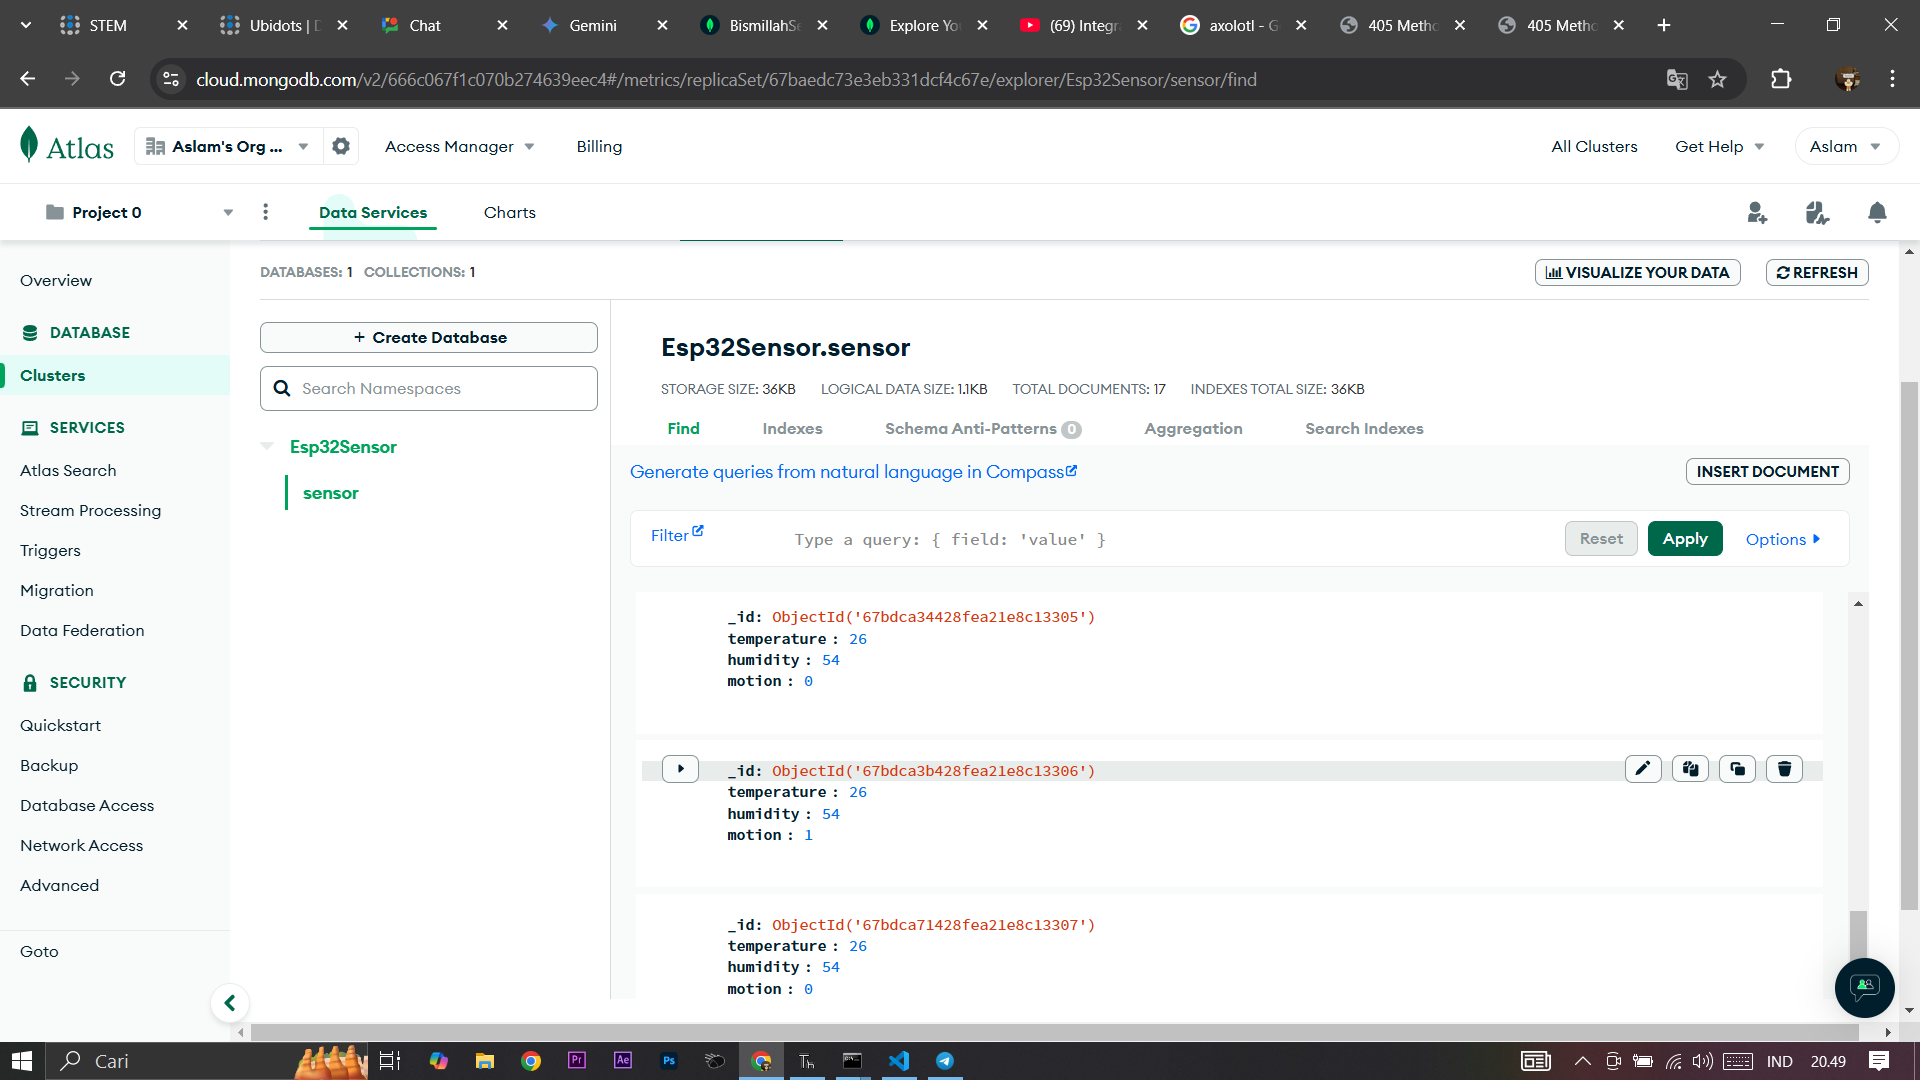 STEM
Ubidots | D
Chat
Gemini
BismillahSe
Explore You
(69) Integra
axolotl - G
405 Metho
405 Metho
cloud.mongodb.com/v2/666c067f1c070b274639eec4#/metrics/replicaSet/67baedc73e3eb331dcf4c67e/explorer/Esp32Sensor/sensor/find
Atlas
Aslam's Org ...
Access Manager
Billing
All Clusters
Get Help
Aslam
Project 0
Data Services
Charts
Overview
DATABASE
Clusters
SERVICES
Atlas Search
Stream Processing
Triggers
Migration
Data Federation
SECURITY
Quickstart
Backup
Database Access
Network Access
Advanced
Goto
DATABASES: 1 COLLECTIONS: 1
VISUALIZE YOUR DATA
REFRESH
+ Create Database
Search Namespaces
Esp32Sensor
sensor
Esp32Sensor.sensor
STORAGE SIZE: 36KB LOGICAL DATA SIZE: 1.1KB TOTAL DOCUMENTS: 17 INDEXES TOTAL SIZE: 36KB
Find
Indexes
Schema Anti-Patterns 0
Aggregation
Search Indexes
Generate queries from natural language in Compass
INSERT DOCUMENT
Filter
Type a query: { field: 'value' }
Reset
Apply
Options
_id: ObjectId('67bdca34428fea21e8c13305')
temperature : 26
humidity : 54
motion : 0
_id: ObjectId('67bdca3b428fea21e8c13306')
temperature : 26
humidity : 54
motion : 1
_id: ObjectId('67bdca71428fea21e8c13307')
temperature : 26
humidity : 54
motion : 0
Cari
Pr
Ae
Ps
Th
IND
20.49